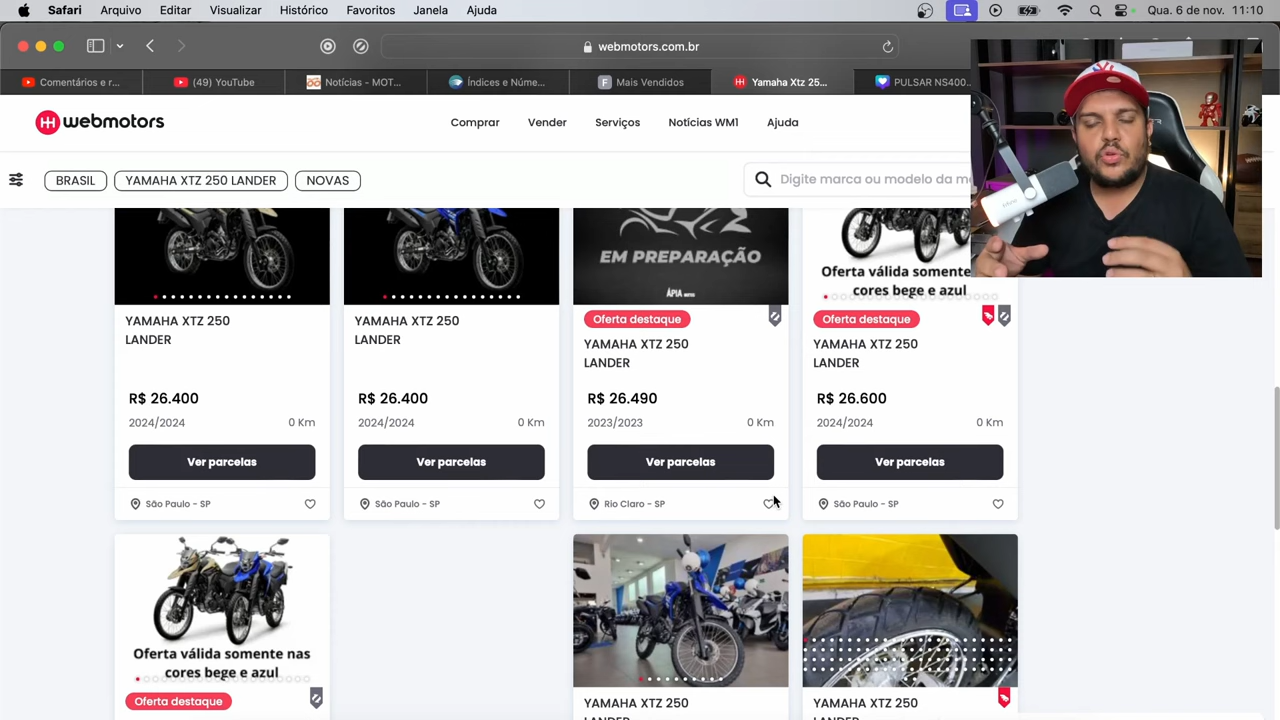 Safari Arquivo Editar Visualizar Histórico Favoritos Janela Ajuda Qua. 6 de nov. 11:10
webmotors.com.br
Comentários e r... (49) YouTube Notícias - MOT... Índices e Núme... Mais Vendidos Yamaha Xtz 25... PULSAR NS400...
webmotors Comprar Vender Serviços Notícias WM1 Ajuda
BRASIL YAMAHA XTZ 250 LANDER NOVAS Digite marca ou modelo da m
EM PREPARAÇÃO
ÁPIA
Oferta válida somente
cores bege e azul
YAMAHA XTZ 250
LANDER
R$ 26.400
2024/2024 0 Km
Ver parcelas
São Paulo - SP
YAMAHA XTZ 250
LANDER
R$ 26.400
2024/2024 0 Km
Ver parcelas
São Paulo - SP
Oferta destaque
YAMAHA XTZ 250
LANDER
R$ 26.490
2023/2023 0 Km
Ver parcelas
Rio Claro - SP
Oferta destaque
YAMAHA XTZ 250
LANDER
R$ 26.600
2024/2024 0 Km
Ver parcelas
São Paulo - SP
Oferta válida somente nas
cores bege e azul
Oferta destaque
YAMAHA XTZ 250
LANDER
YAMAHA XTZ 250
LANDER